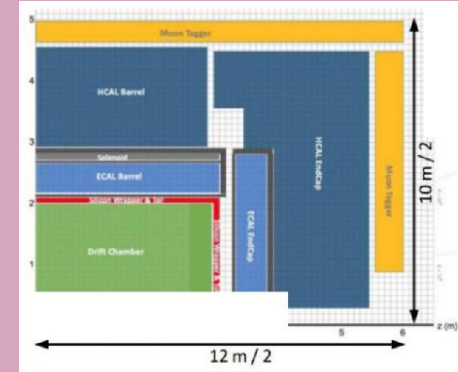 5
Muon Tagger
4
HCAL Barrel
3
Solenoid
ECAL Barrel
2
Silicon Wrapper & ToF
Drift Chamber
1
ECAL EndCap
HCAL EndCap
Muon Tagger
10 m / 2
5
6
z (m)
12 m / 2